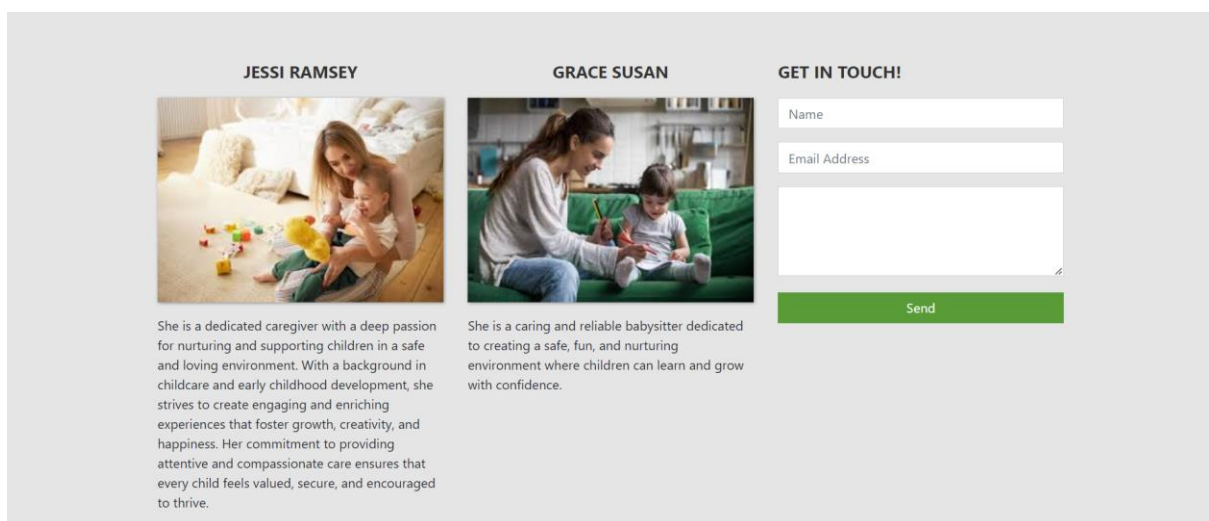 JESSI RAMSEY
She is a dedicated caregiver with a deep passion
for nurturing and supporting children in a safe
and loving environment. With a background in
childcare and early childhood development, she
strives to create engaging and enriching
experiences that foster growth, creativity, and
happiness. Her commitment to providing
attentive and compassionate care ensures that
every child feels valued, secure, and encouraged
to thrive.
GRACE SUSAN
She is a caring and reliable babysitter dedicated
to creating a safe, fun, and nurturing
environment where children can learn and grow
with confidence.
GET IN TOUCH!
Name
Email Address
Send